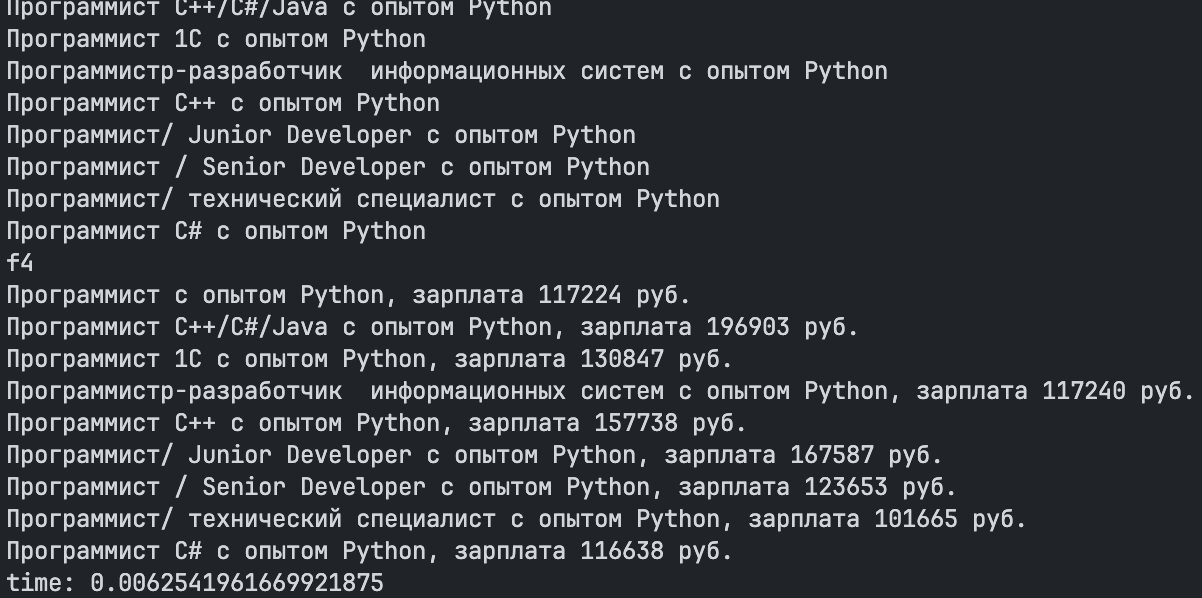 Программист C++/C#/Java с опытом Python
Программист 1С с опытом Python
Программистр-разработчик  информационных систем с опытом Python
Программист C++ с опытом Python
Программист/ Junior Developer с опытом Python
Программист / Senior Developer с опытом Python
Программист/ технический специалист с опытом Python
Программист C# с опытом Python
f4
Программист с опытом Python, зарплата 117224 руб.
Программист C++/C#/Java с опытом Python, зарплата 196903 руб.
Программист 1С с опытом Python, зарплата 130847 руб.
Программистр-разработчик  информационных систем с опытом Python, зарплата 117240 руб.
Программист C++ с опытом Python, зарплата 157738 руб.
Программист/ Junior Developer с опытом Python, зарплата 167587 руб.
Программист / Senior Developer с опытом Python, зарплата 123653 руб.
Программист/ технический специалист с опытом Python, зарплата 101665 руб.
Программист C# с опытом Python, зарплата 116638 руб.
time: 0.0062541961669921875